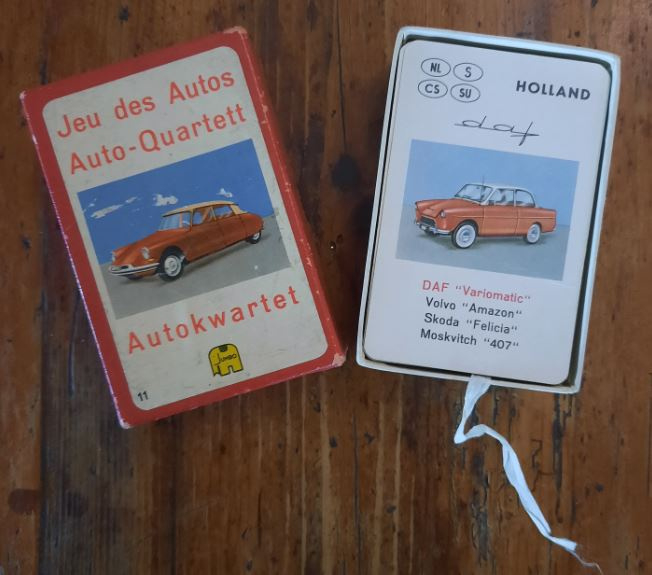 Jeu des Autos
Auto-Quartett
Autokwartet
JUMBO
11
NL S
CS SU
HOLLAND
daf
DAF "Variomatic"
Volvo "Amazon"
Skoda "Felicia"
Moskvitch "407"